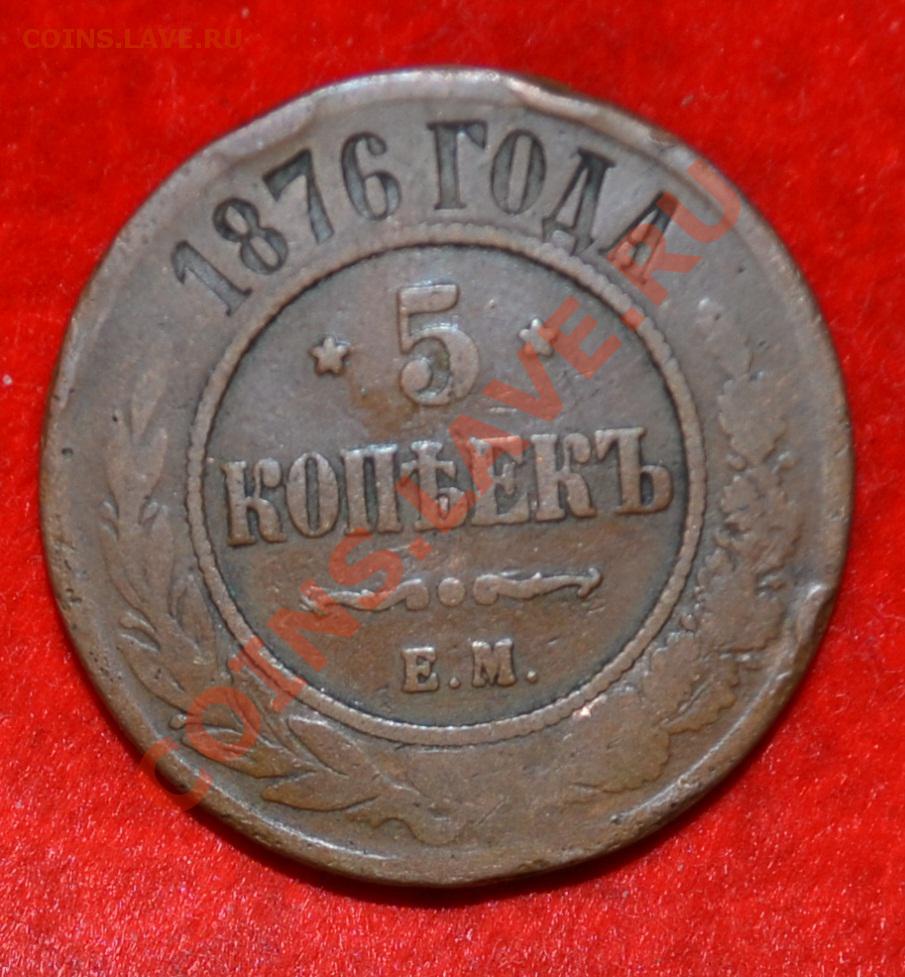 COINS.LAVE.RU
1876 ГОДА
5
КОПѢЕКЪ
Е.М.
COINS.LAVE.RU